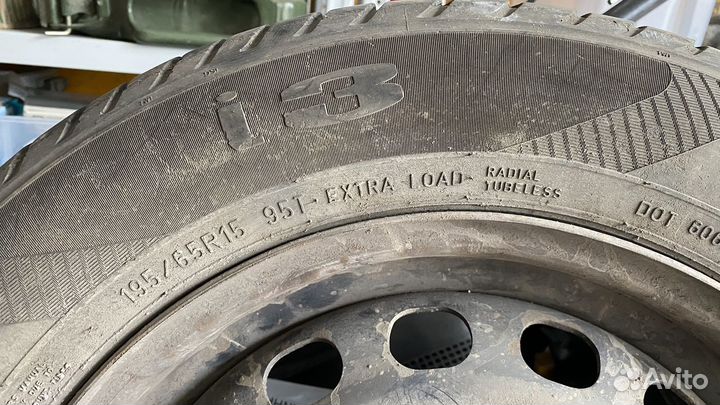 i3
195/65R15 95T- EXTRA LOAD- RADIAL
TUBELESS
DOT
Avito